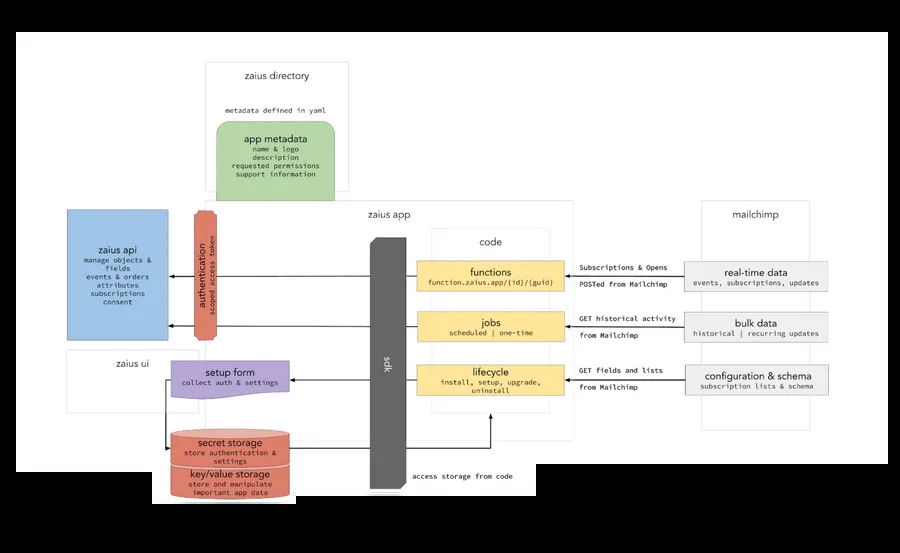 zaius directory
metadata defined in yaml
app metadata
name & logo
description
requested permissions
support information
zaius app
mailchimp
zaius api
manage objects &
fields
events & orders
attributes
subscriptions
consent
authentication
scoped access token
sdk
code
functions
function.zaius.app/{id}/{guid}
Subscriptions & Opens
POSTed from Mailchimp
real-time data
events, subscriptions, updates
jobs
scheduled | one-time
GET historical activity
from Mailchimp
bulk data
historical | recurring updates
zaius ui
setup form
collect auth & settings
lifecycle
install, setup, upgrade,
uninstall
GET fields and lists
from Mailchimp
configuration & schema
subscription lists & schema
secret storage
store authentication &
settings
key/value storage
store and manipulate
important app data
access storage from code